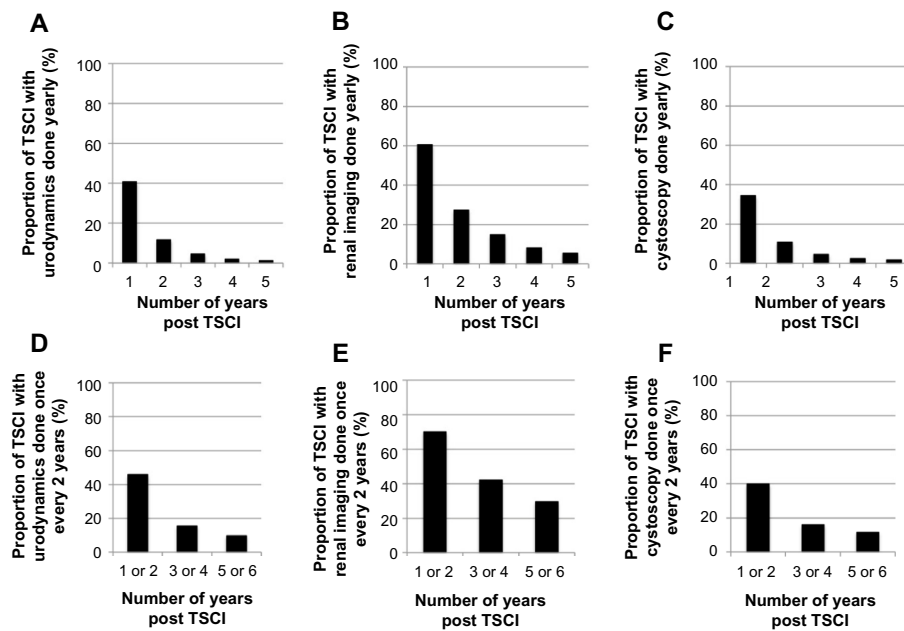 A
Proportion of TSCI with
urodynamics done yearly (%)
100
80
60
40
20
0
1 2 3 4 5
Number of years
post TSCI
B
Proportion of TSCI with
renal imaging done yearly (%)
100
80
60
40
20
0
1 2 3 4 5
Number of years
post TSCI
C
Proportion of TSCI with
cystoscopy done yearly (%)
100
80
60
40
20
0
1 2 3 4 5
Number of years
post TSCI
D
Proportion of TSCI with
urodynamics done once
every 2 years (%)
100
80
60
40
20
0
1 or 2 3 or 4 5 or 6
Number of years
post TSCI
E
Proportion of TSCI with
renal imaging done once
every 2 years (%)
100
80
60
40
20
0
1 or 2 3 or 4 5 or 6
Number of years
post TSCI
F
Proportion of TSCI with
cystoscopy done once
every 2 years (%)
100
80
60
40
20
0
1 or 2 3 or 4 5 or 6
Number of years
post TSCI